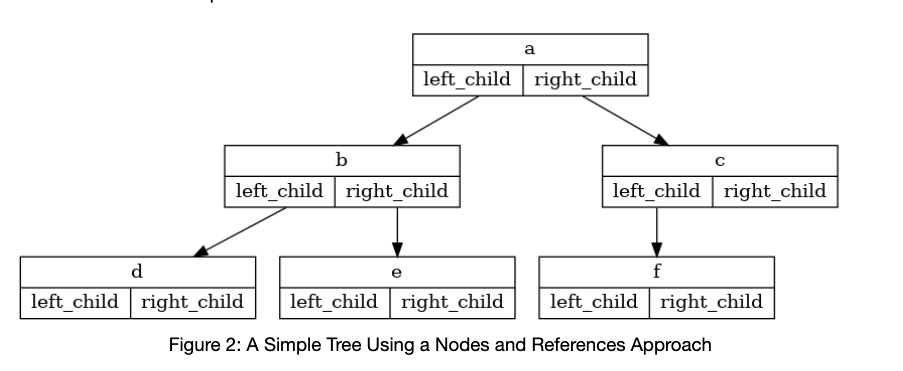 a
left_child right_child
b
left_child right_child
c
left_child right_child
d
left_child right_child
e
left_child right_child
f
left_child right_child
Figure 2: A Simple Tree Using a Nodes and References Approach